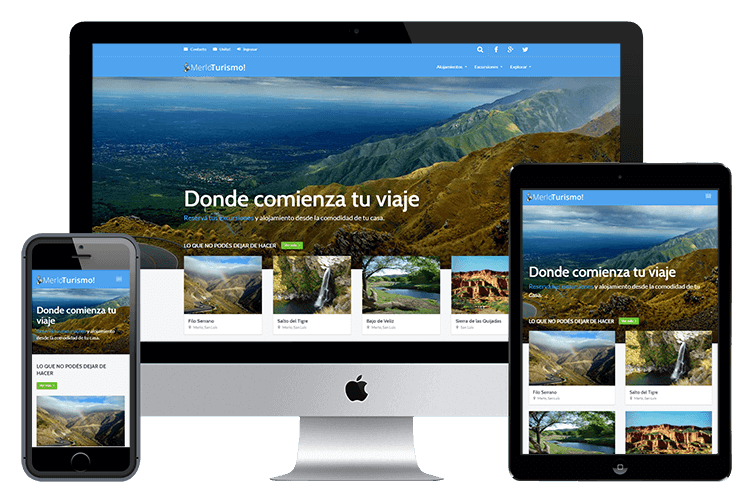 Contacto Unite! Ingresar
MerloTurismo!
Alojamientos Excursiones Explorar
Donde comienza tu viaje
Reserva tus excursiones y alojamiento desde la comodidad de tu casa.
LO QUE NO PODÉS DEJAR DE HACER
Ver más
Filo Serrano
Merlo, San Luis
Salto del Tigre
Merlo, San Luis
Bajo de Veliz
Merlo, San Luis
Sierra de las Quijadas
San Luis
MerloTurismo!
Donde comienza tu
viaje
Reserva tus excursiones y alojamiento
desde la comodidad de tu casa.
LO QUE NO PODÉS DEJAR DE
HACER
Ver más
MerloTurismo!
Donde comienza tu viaje
Reserva tus excursiones y alojamiento desde la comodidad de tu
casa.
LO QUE NO PODÉS DEJAR DE HACER
Ver más
Filo Serrano
Merlo, San Luis
Salto del Tigre
Merlo, San Luis